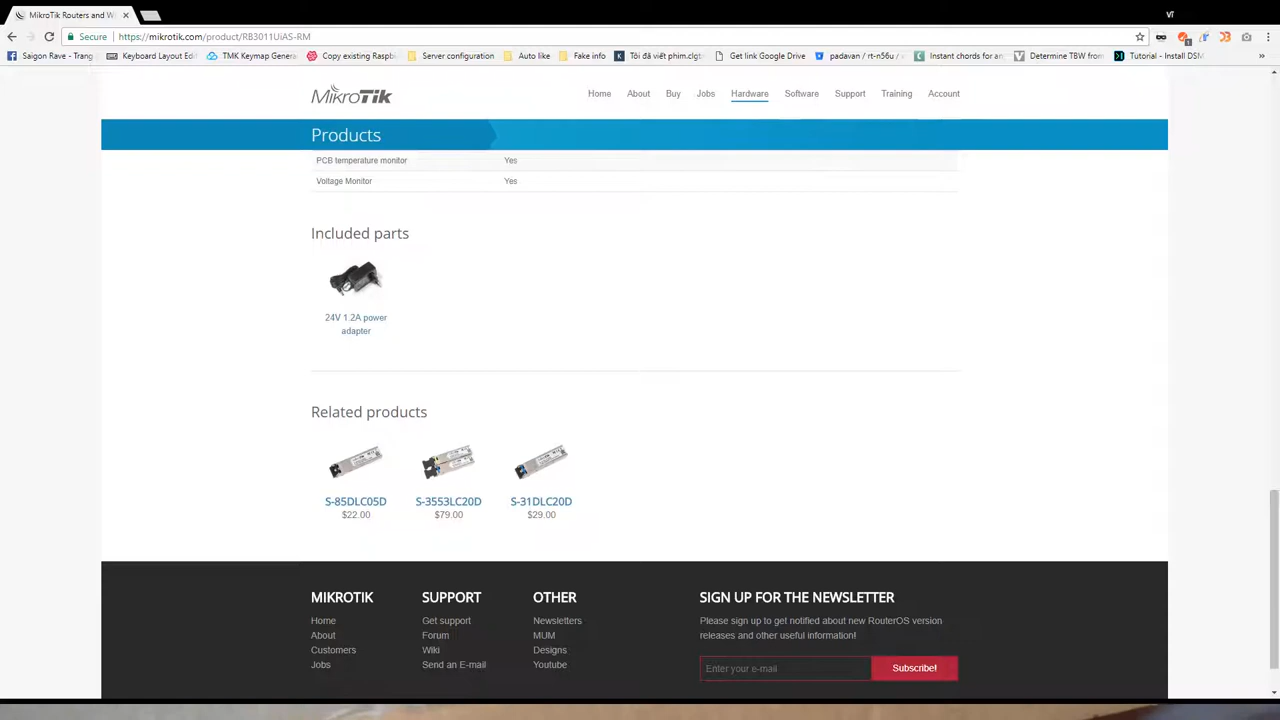 MikroTik Routers and W
VT
Secure https://mikrotik.com/product/RB3011UiAS-RM
Saigon Rave - Trang Keyboard Layout Edi TMK Keymap Genera Copying exist Raspb Server configuration Auto like Fake info Tôi đã viết phim.clgt Get link Google Drive padavan / rt-n56u / Instant chords for an Determine TBW from Tutorial - Install DSM »
MikroTik
Home About Buy Jobs Hardware Software Support Training Account
Products
PCB temperature monitor Yes
Voltage Monitor Yes
Included parts
24V 1.2A power
adapter
Related products
S-85DLC05D S-3553LC20D S-31DLC20D
$22.00 $79.00 $29.00
MIKROTIK SUPPORT OTHER SIGN UP FOR THE NEWSLETTER
Home Get support Newsletters Please sign up to get notified about new RouterOS version
About Forum MUM releases and other useful information!
Customers Wiki Designs
Jobs Send an E-mail Youtube
Enter your e-mail Subscribe!